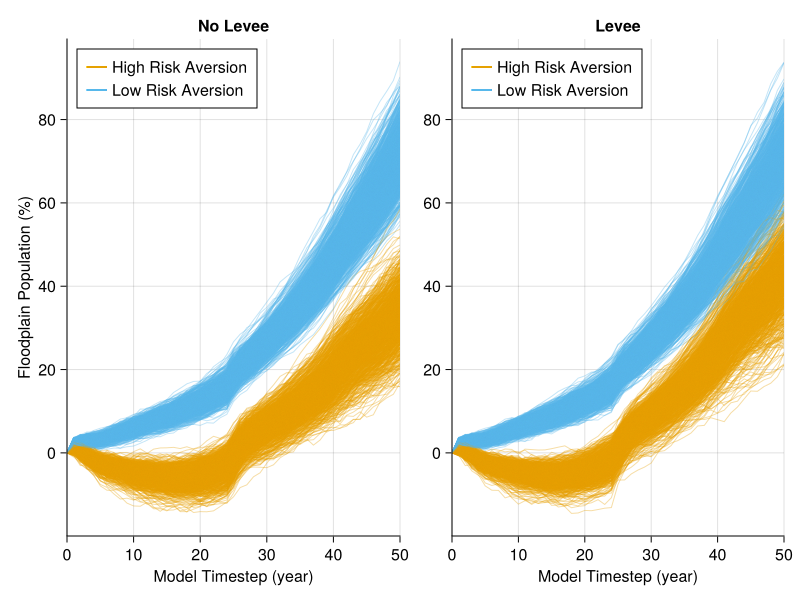 No Levee
High Risk Aversion
Low Risk Aversion
80
60
40
20
0
Floodplain Population (%)
0 10 20 30 40 50
Model Timestep (year)
Levee
High Risk Aversion
Low Risk Aversion
80
60
40
20
0
0 10 20 30 40 50
Model Timestep (year)